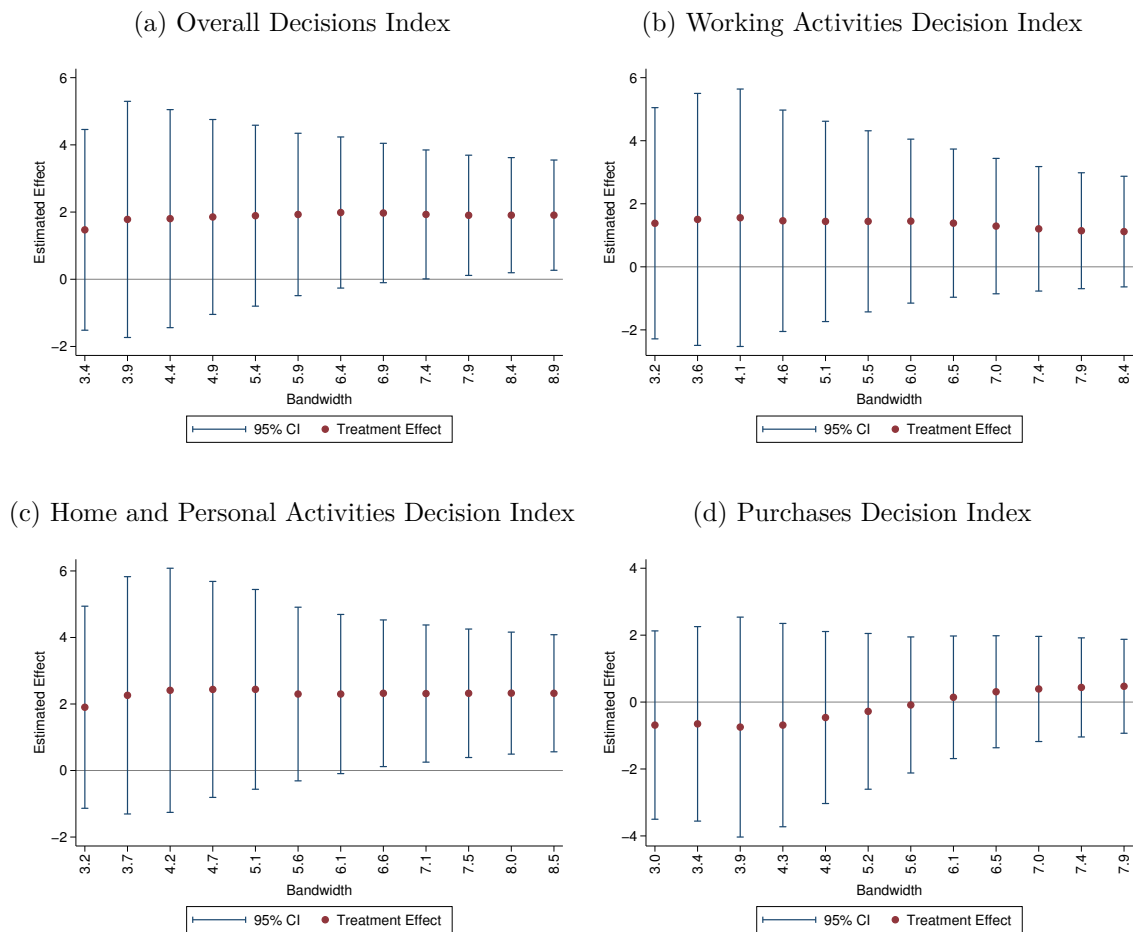 (a) Overall Decisions Index
6
4
2
0
−2
Estimated Effect
3.4 3.9 4.4 4.9 5.4 5.9 6.4 6.9 7.4 7.9 8.4 8.9
Bandwidth
95% CI Treatment Effect
(b) Working Activities Decision Index
6
4
2
0
−2
Estimated Effect
3.2 3.6 4.1 4.6 5.1 5.5 6.0 6.5 7.0 7.4 7.9 8.4
Bandwidth
95% CI Treatment Effect
(c) Home and Personal Activities Decision Index
6
4
2
0
−2
Estimated Effect
3.2 3.7 4.2 4.7 5.1 5.6 6.1 6.6 7.1 7.5 8.0 8.5
Bandwidth
95% CI Treatment Effect
(d) Purchases Decision Index
4
2
0
−2
−4
Estimated Effect
3.0 3.4 3.9 4.3 4.8 5.2 5.6 6.1 6.5 7.0 7.4 7.9
Bandwidth
95% CI Treatment Effect